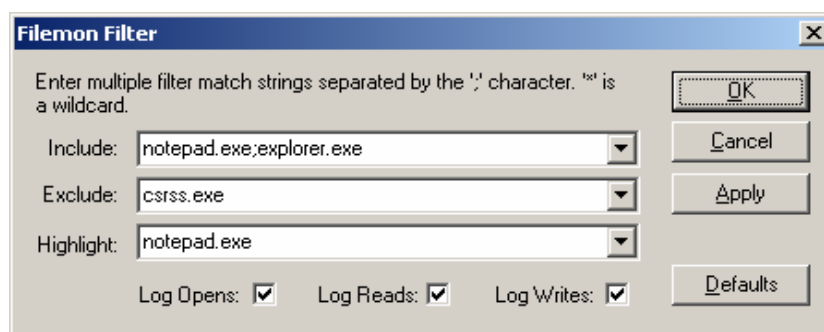 Filemon Filter
Enter multiple filter match strings separated by the ';' character. '*' is
a wildcard.
OK
Include: notepad.exe;explorer.exe
Cancel
Exclude: csrss.exe
Apply
Highlight: notepad.exe
Log Opens: Log Reads: Log Writes:
Defaults